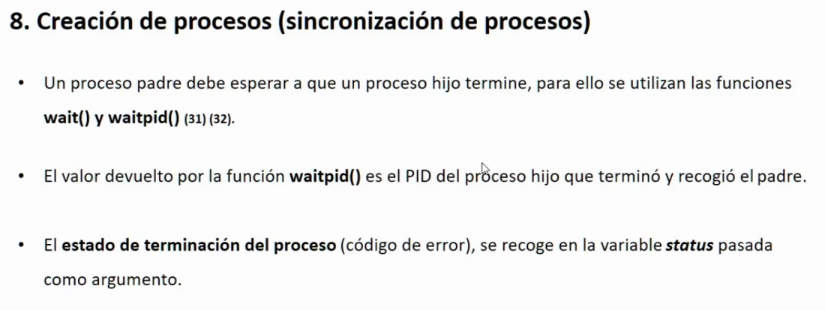 8. Creación de procesos (sincronización de procesos)
• Un proceso padre debe esperar a que un proceso hijo termine, para ello se utilizan las funciones
wait() y waitpid() (31) (32).
• El valor devuelto por la función waitpid() es el PID del proceso hijo que terminó y recogió el padre.
• El estado de terminación del proceso (código de error), se recoge en la variable status pasada
como argumento.